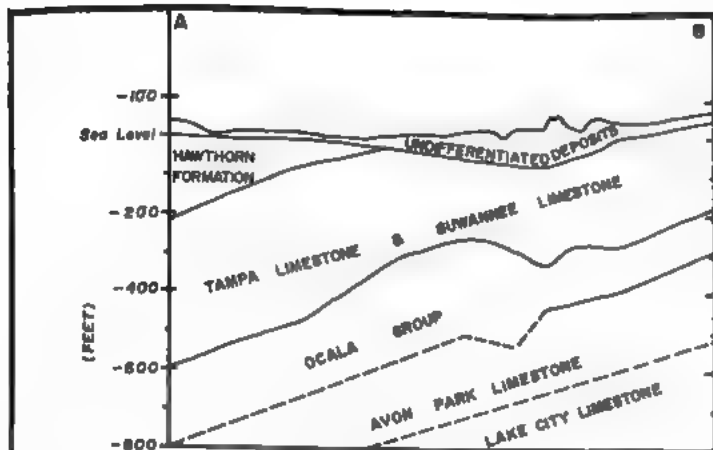 A
B
-100
Sea Level
HAWTHORN
FORMATION
UNDIFFERENTIATED DEPOSITS
-200
TAMPA LIMESTONE & SUWANNEE LIMESTONE
-400
(FEET)
OCALA GROUP
-600
AVON PARK LIMESTONE
LAKE CITY LIMESTONE
-800